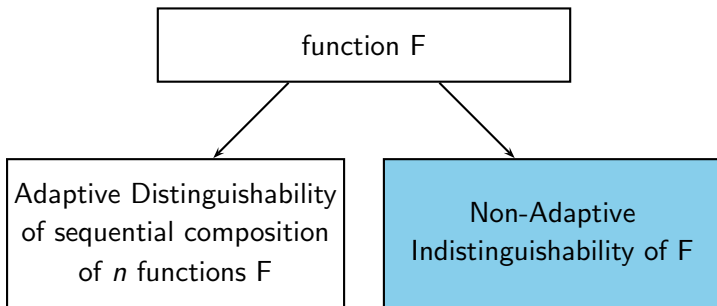 function F
Adaptive Distinguishability
of sequential composition
of n functions F
Non-Adaptive
Indistinguishability of F